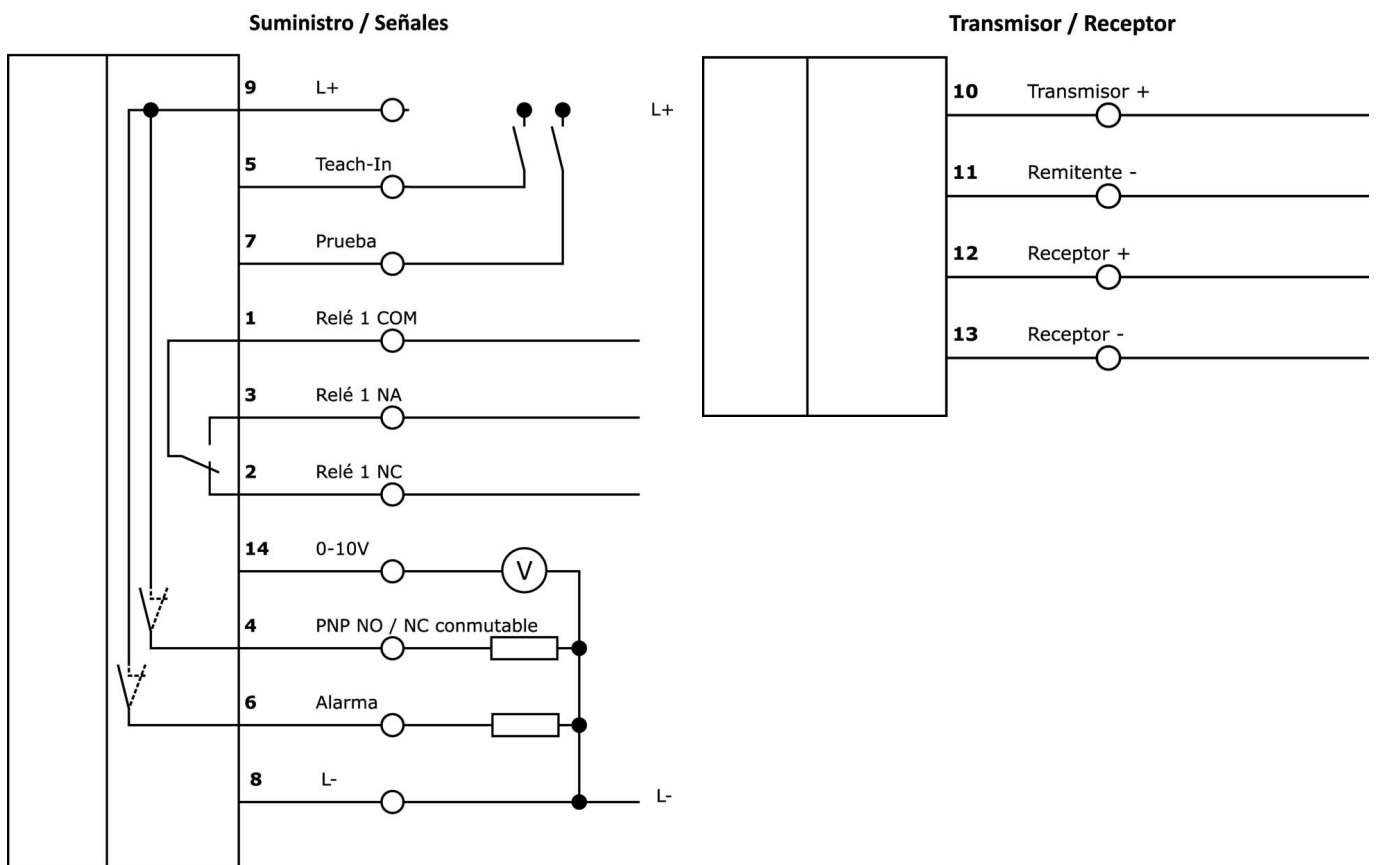 Suministro / Señales
9 L+
L+
5 Teach-In
7 Prueba
1 Relé 1 COM
3 Relé 1 NA
2 Relé 1 NC
14 0-10V
V
4 PNP NO / NC conmutable
6 Alarma
8 L-
L-
Transmisor / Receptor
10 Transmisor +
11 Remitente -
12 Receptor +
13 Receptor -